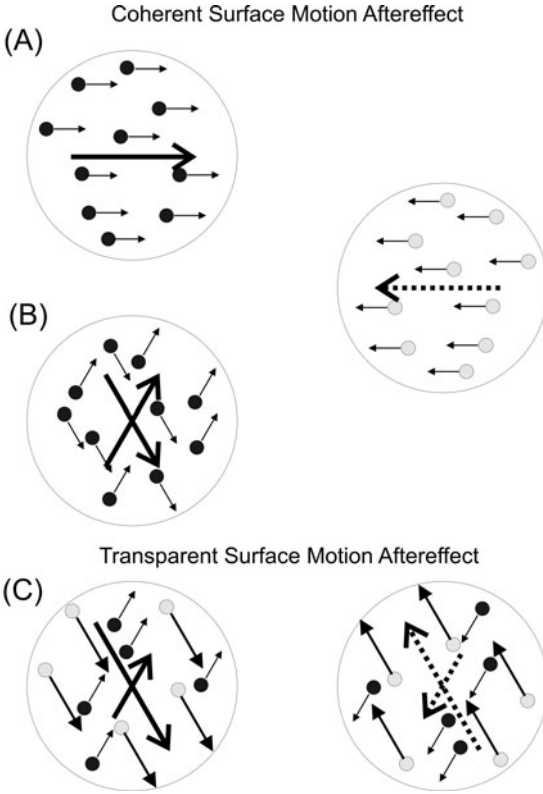 Coherent Surface Motion Aftereffect
(A)
(B)
Transparent Surface Motion Aftereffect
(C)